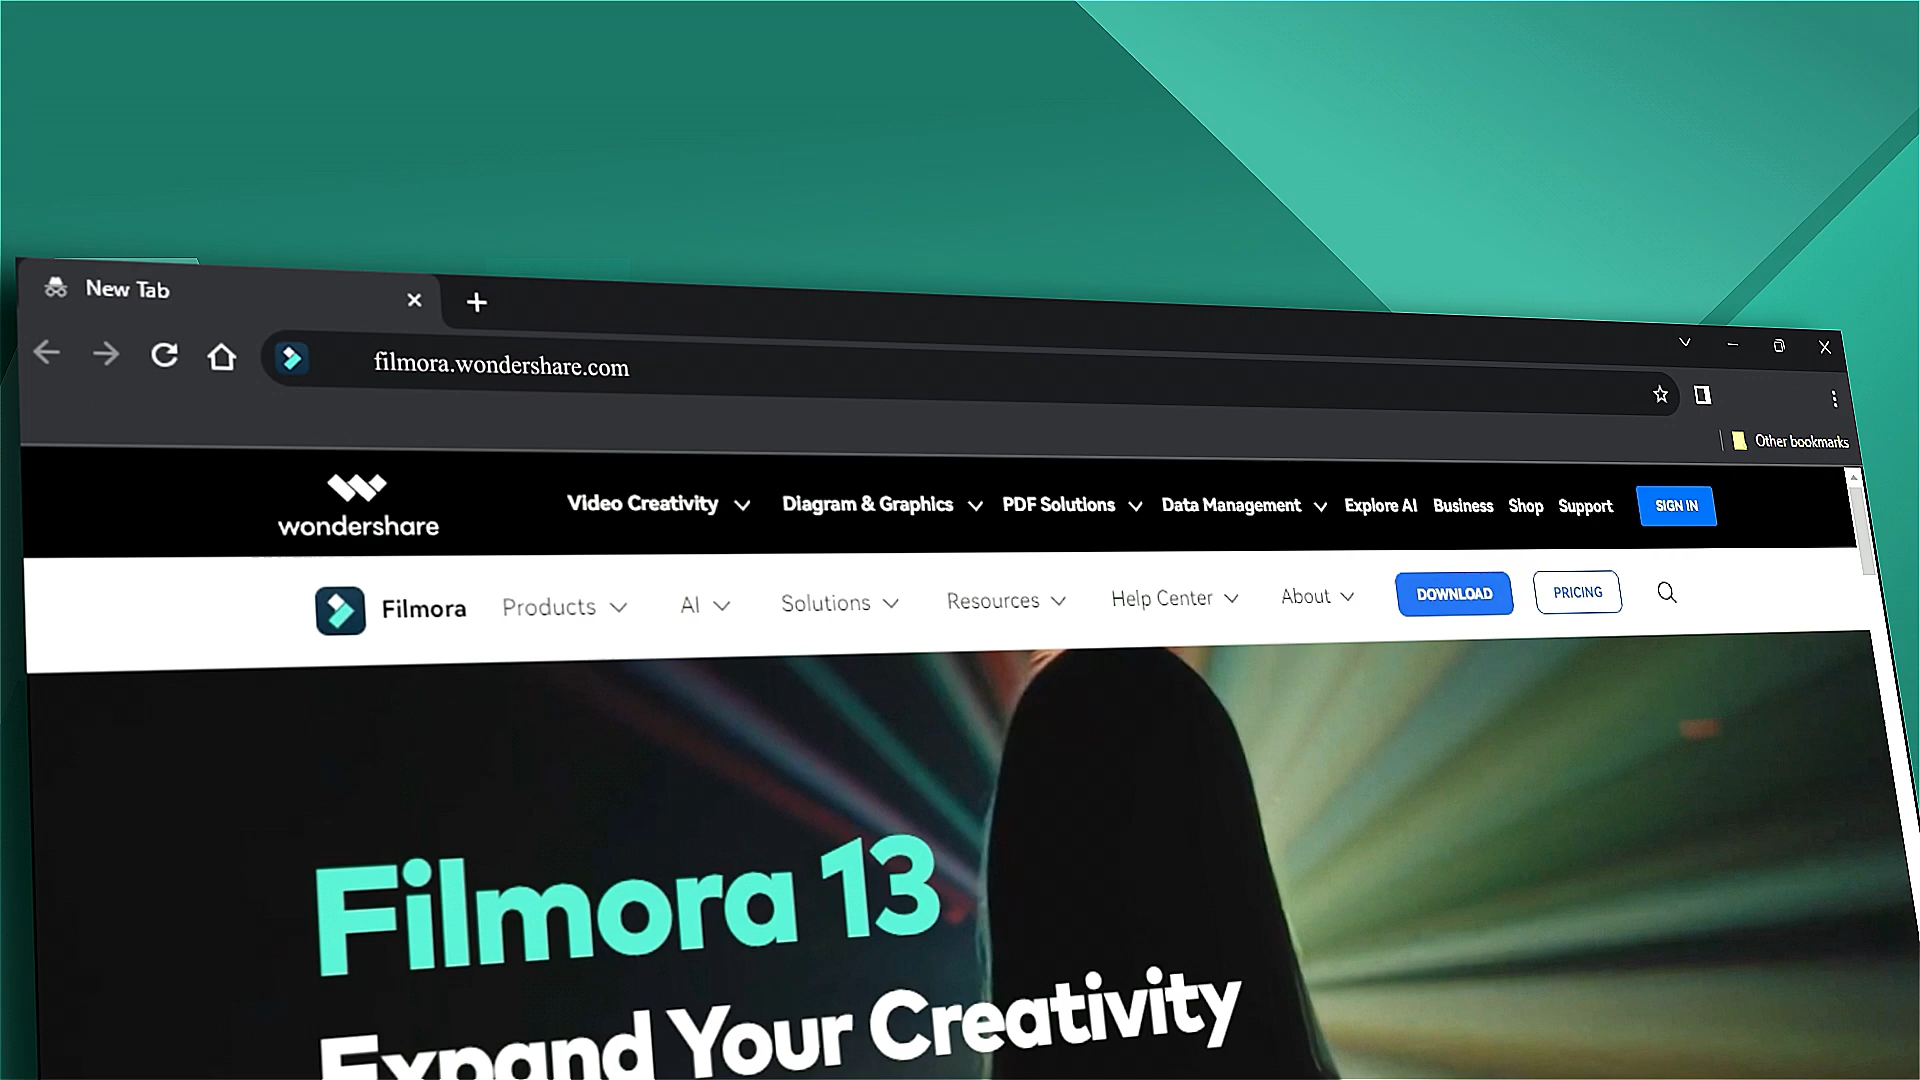 New Tab
filmora.wondershare.com
Other bookmarks
wondershare
Video Creativity Diagram & Graphics PDF Solutions Data Management Explore AI Business Shop Support SIGN IN
Filmora Products AI Solutions Resources Help Center About DOWNLOAD PRICING
Filmora 13
Expand Your Creativity